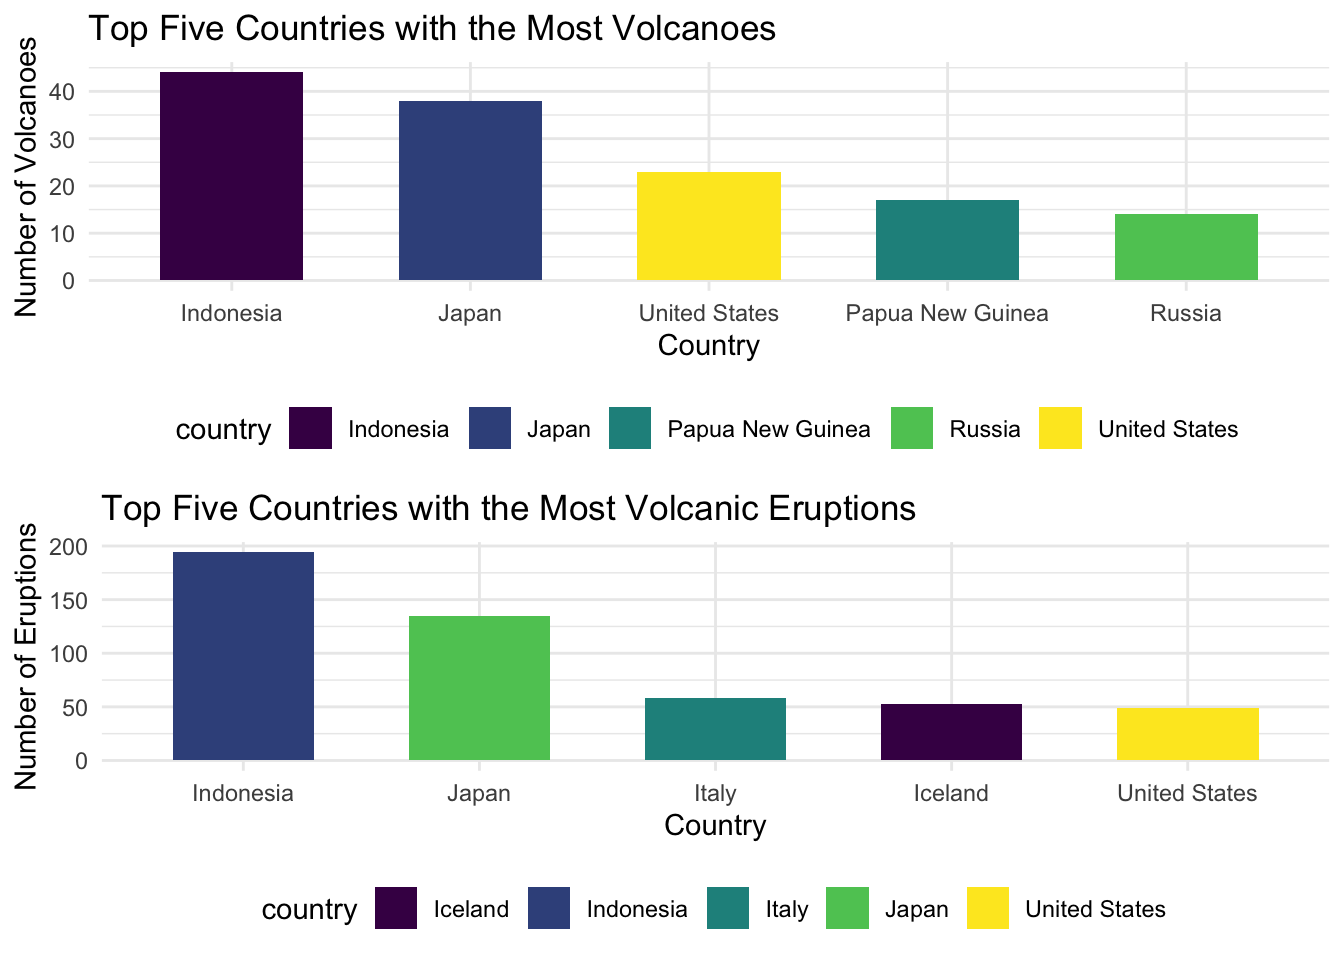 Top Five Countries with the Most Volcanoes
Number of Volcanoes
40
30
20
10
0
Indonesia Japan United States Papua New Guinea Russia
Country
country Indonesia Japan Papua New Guinea Russia United States
Top Five Countries with the Most Volcanic Eruptions
Number of Eruptions
200
150
100
50
0
Indonesia Japan Italy Iceland United States
Country
country Iceland Indonesia Italy Japan United States